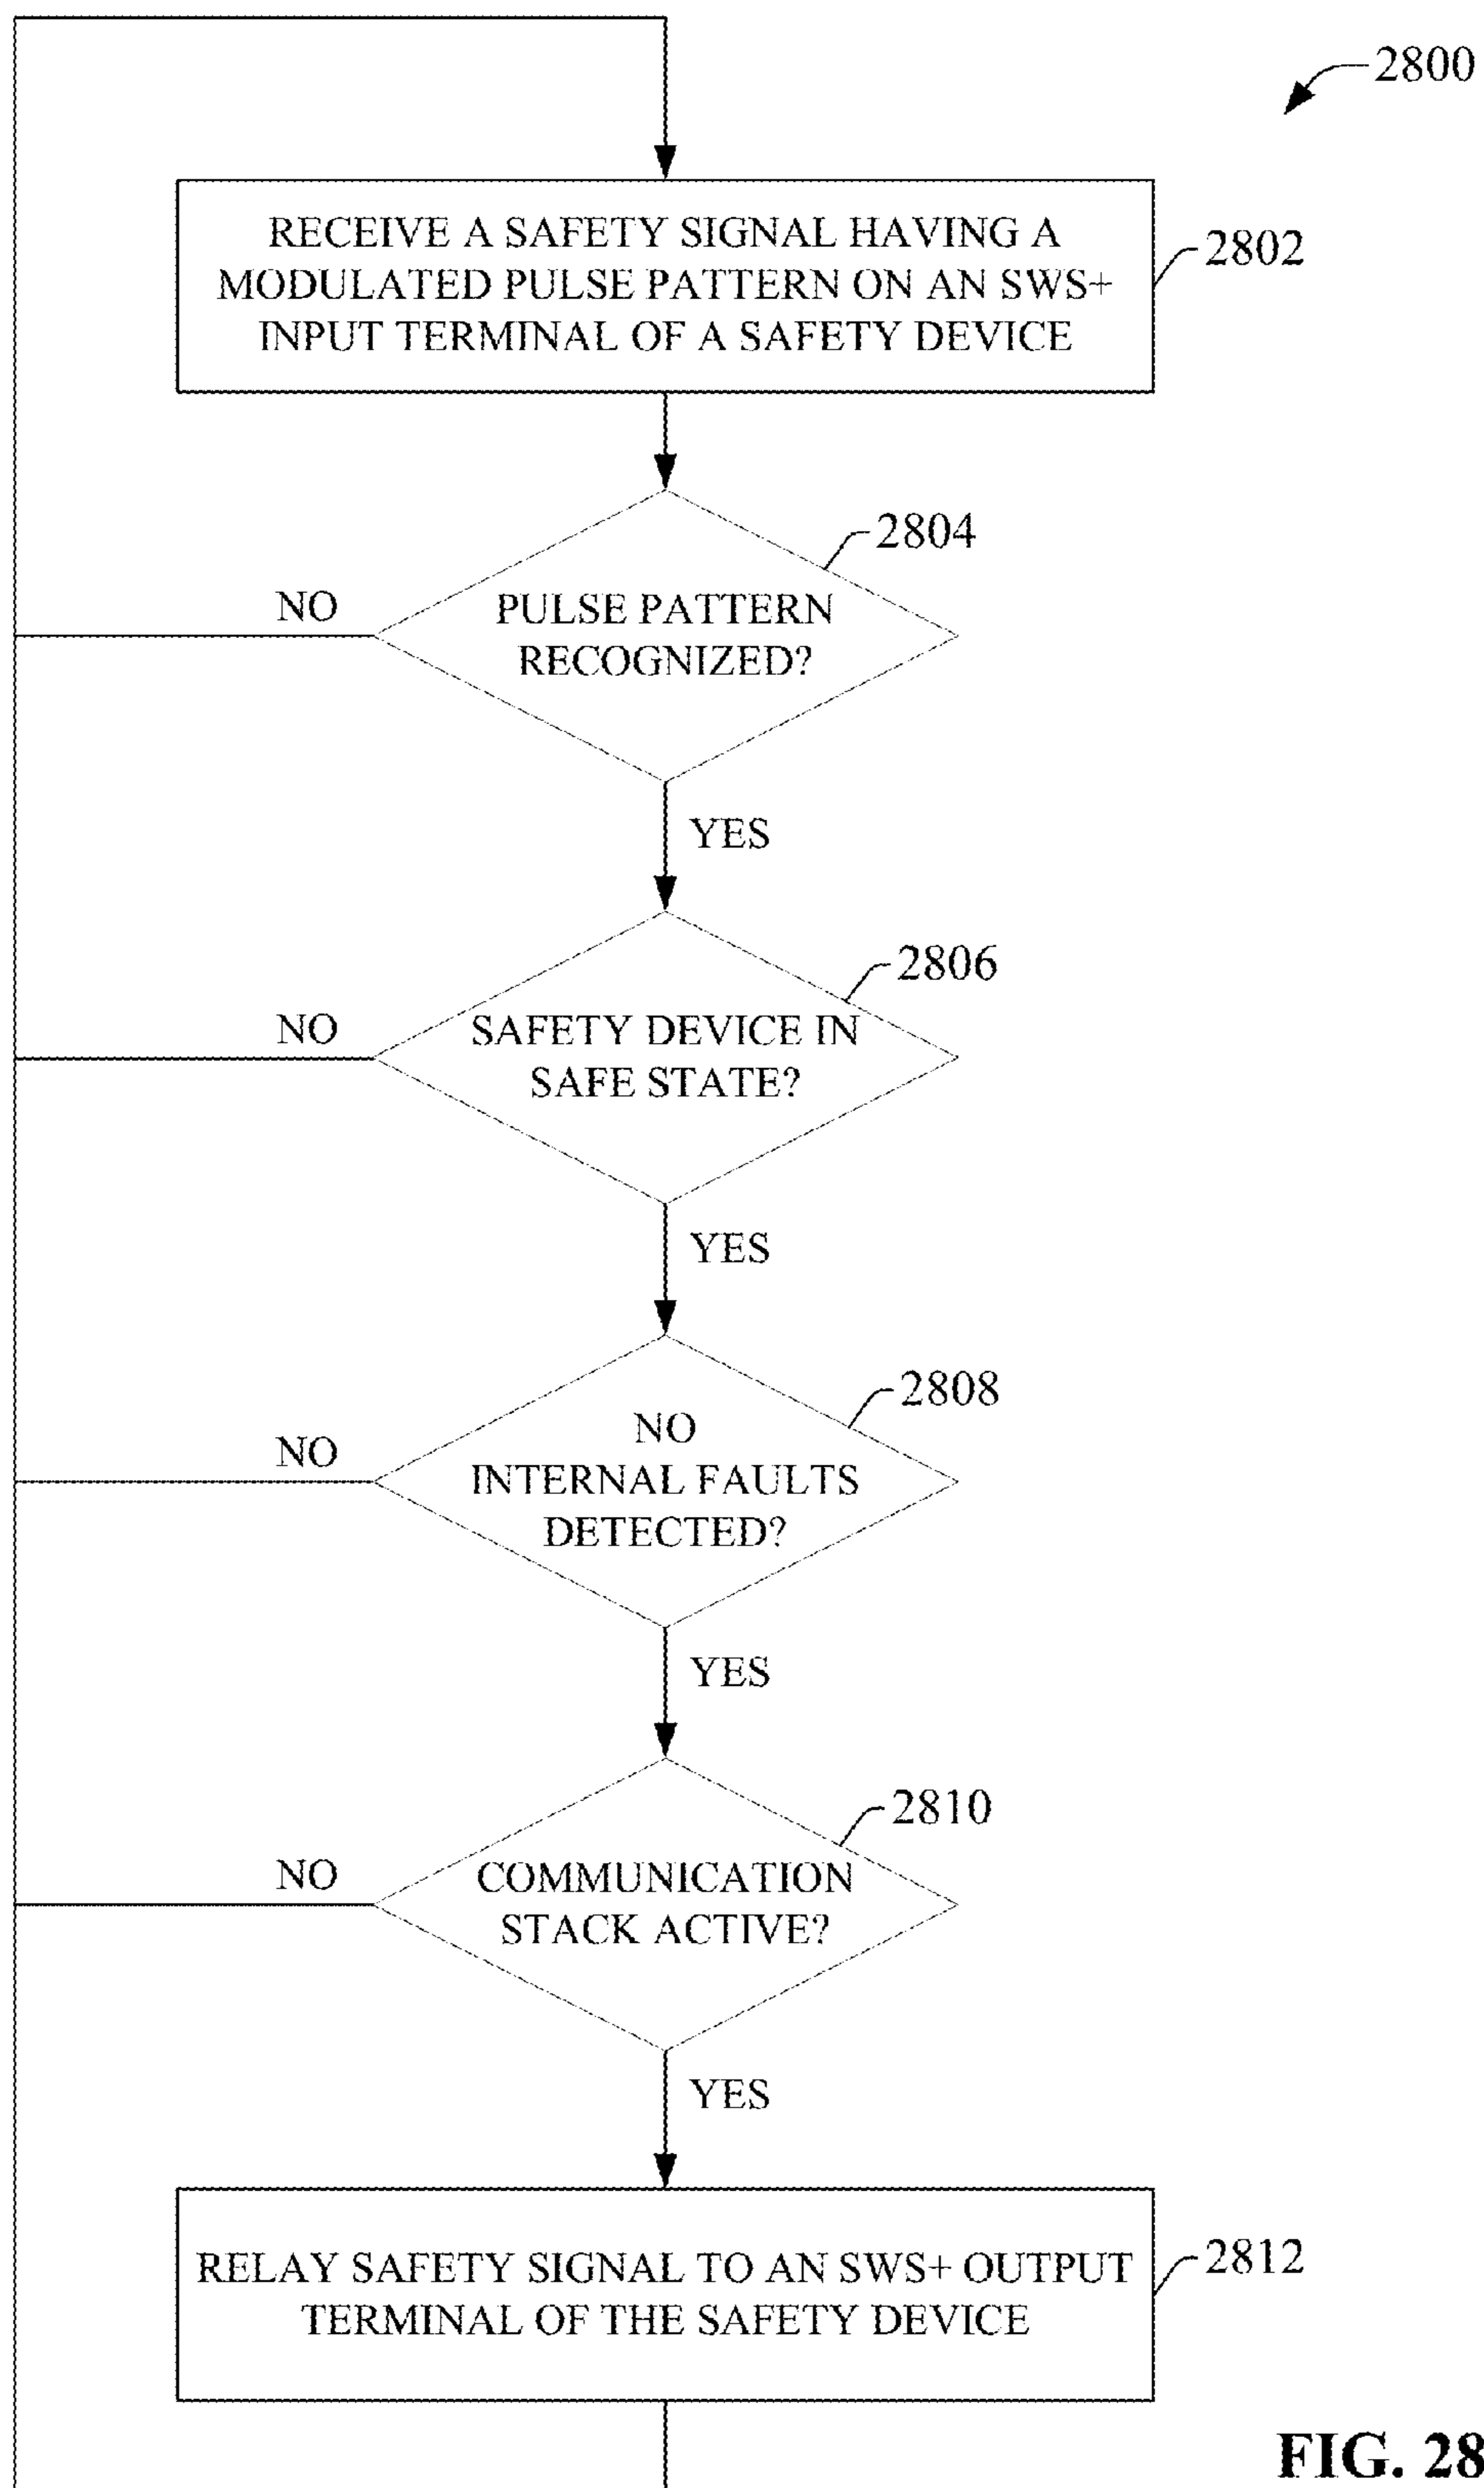 2800
RECEIVE A SAFETY SIGNAL HAVING A
MODULATED PULSE PATTERN ON AN SWS+
INPUT TERMINAL OF A SAFETY DEVICE
2802
2804
PULSE PATTERN
RECOGNIZED?
NO
YES
2806
SAFETY DEVICE IN
SAFE STATE?
NO
YES
2808
NO
INTERNAL FAULTS
DETECTED?
NO
YES
2810
COMMUNICATION
STACK ACTIVE?
NO
YES
RELAY SAFETY SIGNAL TO AN SWS+ OUTPUT
TERMINAL OF THE SAFETY DEVICE
2812
FIG. 28